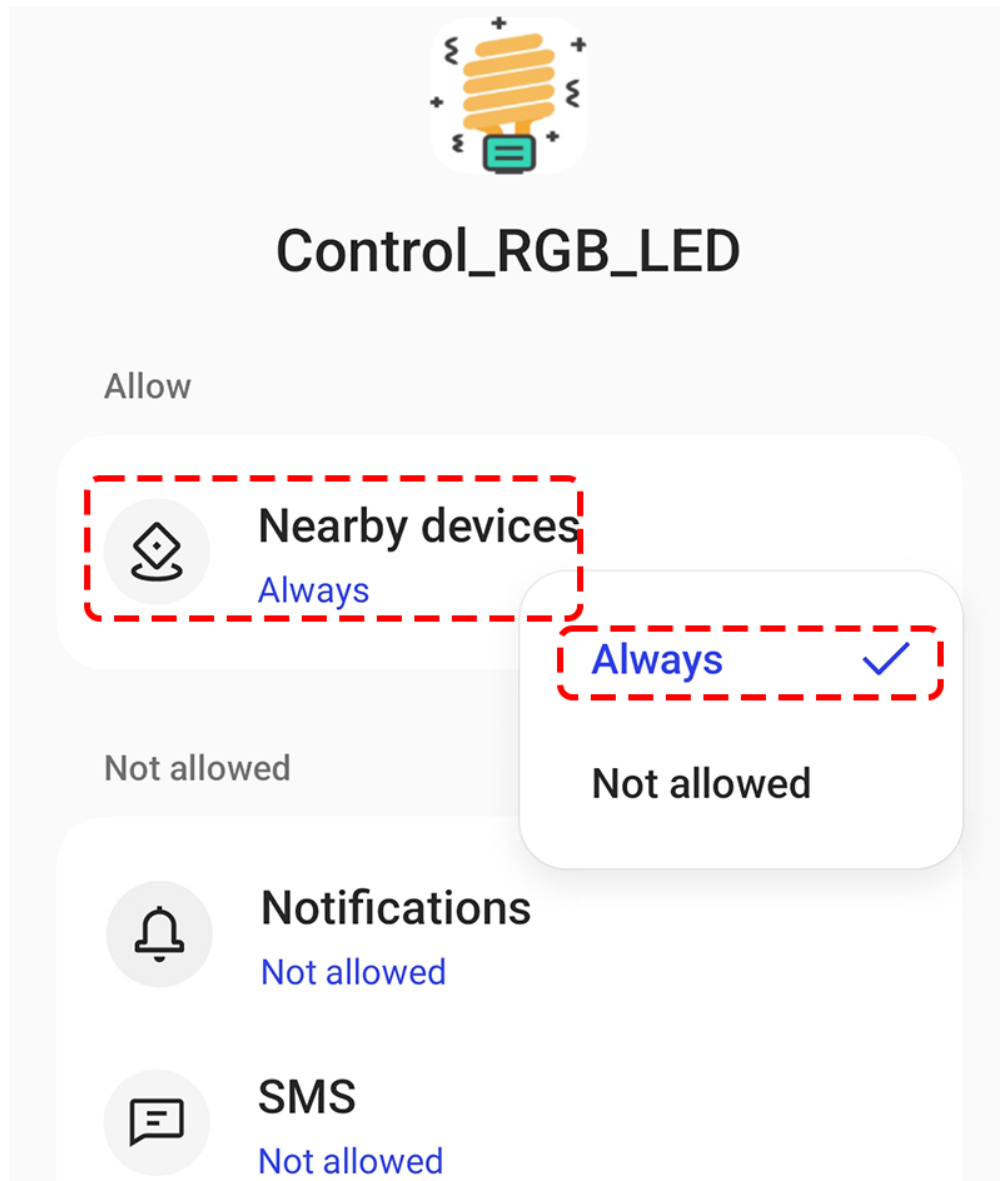 Control_RGB_LED
Allow
Nearby devices
Always
Always
Not allowed
Not allowed
Notifications
Not allowed
SMS
Not allowed